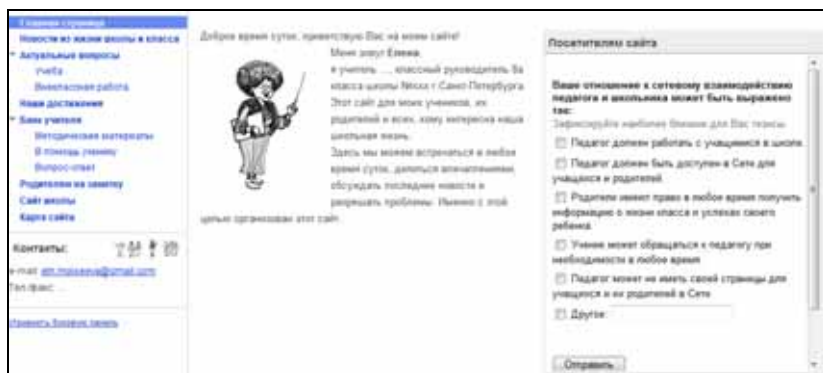 Главная страница
Новости из жизни школы и класса
Актуальные вопросы
Учеба
Внеклассная работа
Наши достижения
Банк учителя
Методические материалы
В помощь ученику
Вопрос-ответ
Родителям на заметку
Сайт школы
Карта сайта
Контакты:
e-mail:
Тел./факс: ...
Изменить боковую панель
Доброе время суток, приветствую Вас на моем сайте!
Меня зовут Елена,
я учитель ..., классный руководитель 8а
класса школы №ххх г.Санкт-Петербурга.
Этот сайт для моих учеников, их
родителей и всех, кому интересна наша
школьная жизнь.
Здесь мы можем встречаться в любое
время суток, делиться впечатлениями,
обсуждать последние новости и
разрешать проблемы. Именно с этой
целью организован этот сайт.
Посетителям сайта
Ваше отношение к сетевому взаимодействию
педагога и школьника может быть выражено
так:
Зафиксируйте наиболее близкие для Вас тезисы
Педагог должен работать с учащимися в школе
Педагог должен быть доступен в Сети для
учащихся и родителей
Родители имеют право в любое время получить
информацию о жизни класса и успехах своего
ребенка
Ученик может обращаться к педагогу при
необходимости в любое время
Педагог может не иметь своей страницы для
учащихся и их родителей в Сети
Другое:
Отправить